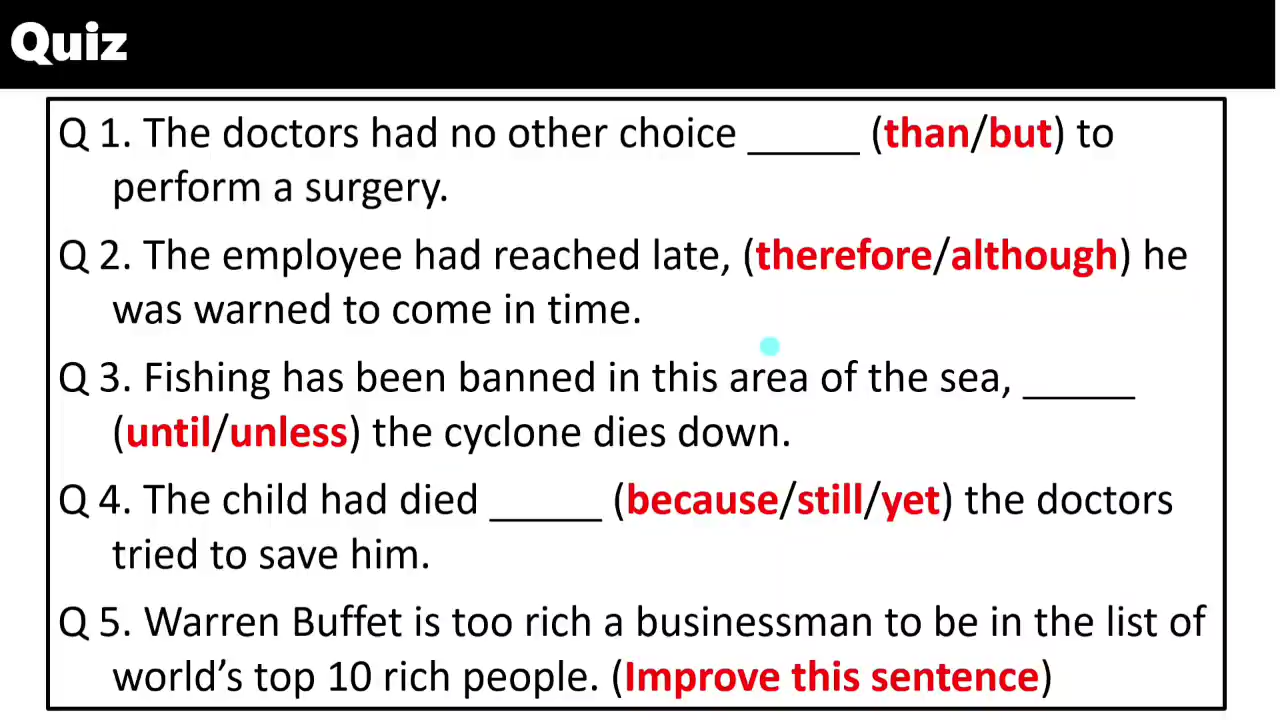 Quiz
Q 1. The doctors had no other choice _____ (than/but) to
perform a surgery.
Q 2. The employee had reached late, (therefore/although) he
was warned to come in time.
Q 3. Fishing has been banned in this area of the sea, _____
(until/unless) the cyclone dies down.
Q 4. The child had died _____ (because/still/yet) the doctors
tried to save him.
Q 5. Warren Buffet is too rich a businessman to be in the list of
world’s top 10 rich people. (Improve this sentence)